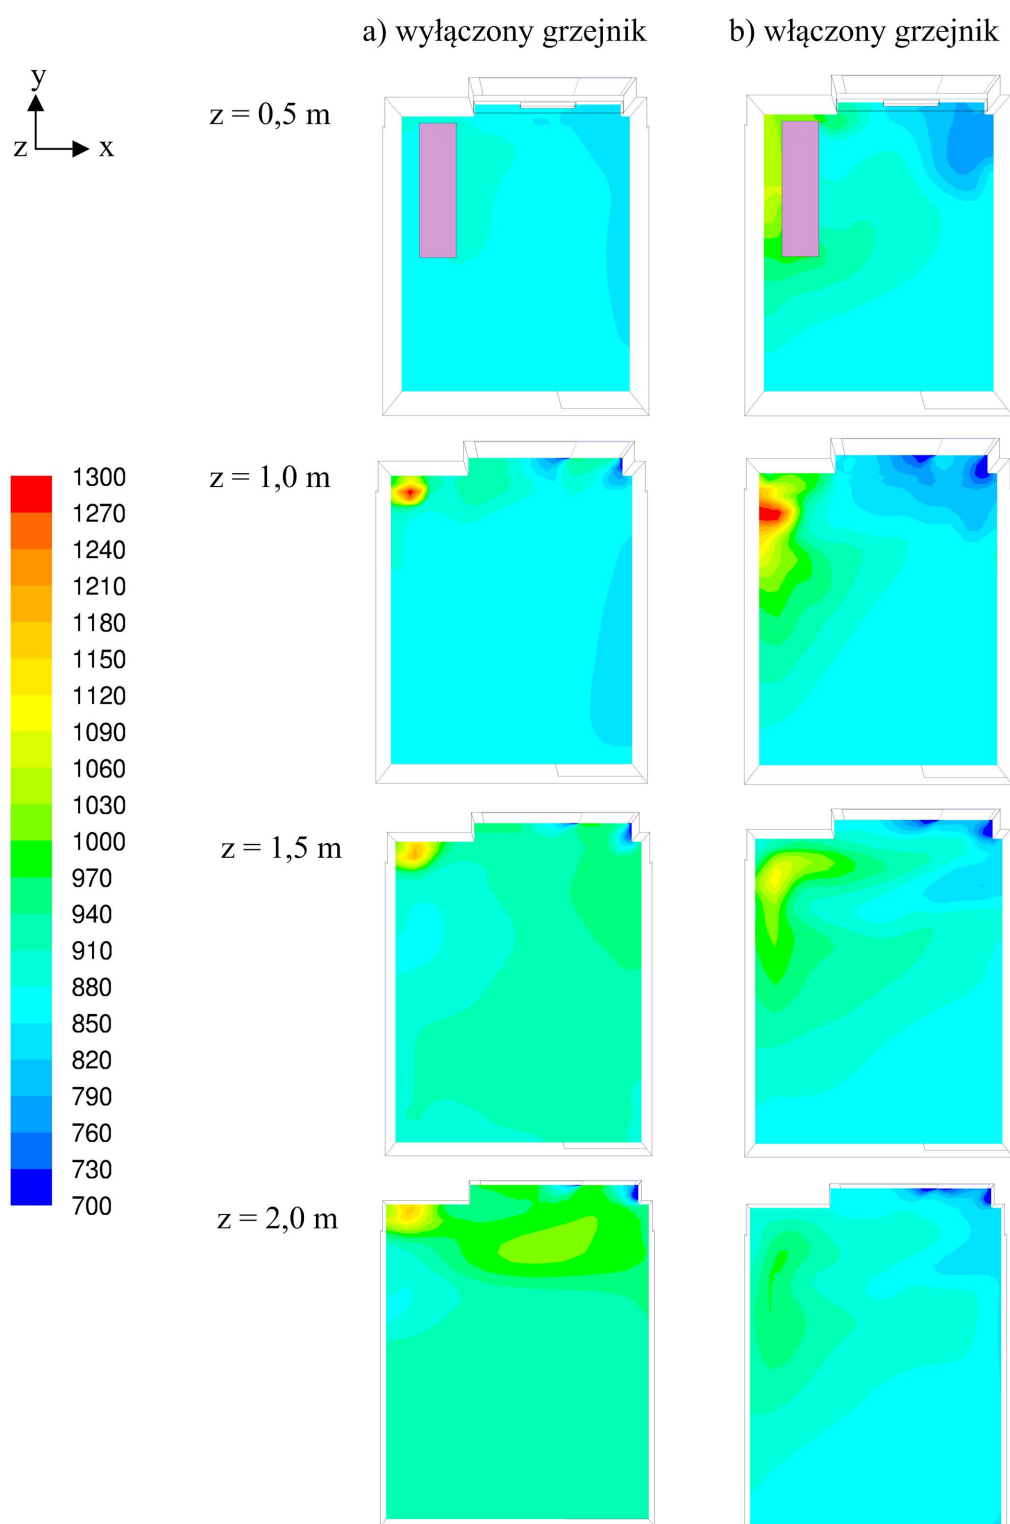 a) wyłączony grzejnik
b) włączony grzejnik
y
z
x
z = 0,5 m
z = 1,0 m
1300
1270
1240
1210
1180
1150
1120
1090
1060
1030
1000
970
940
910
880
850
820
790
760
730
700
z = 1,5 m
z = 2,0 m